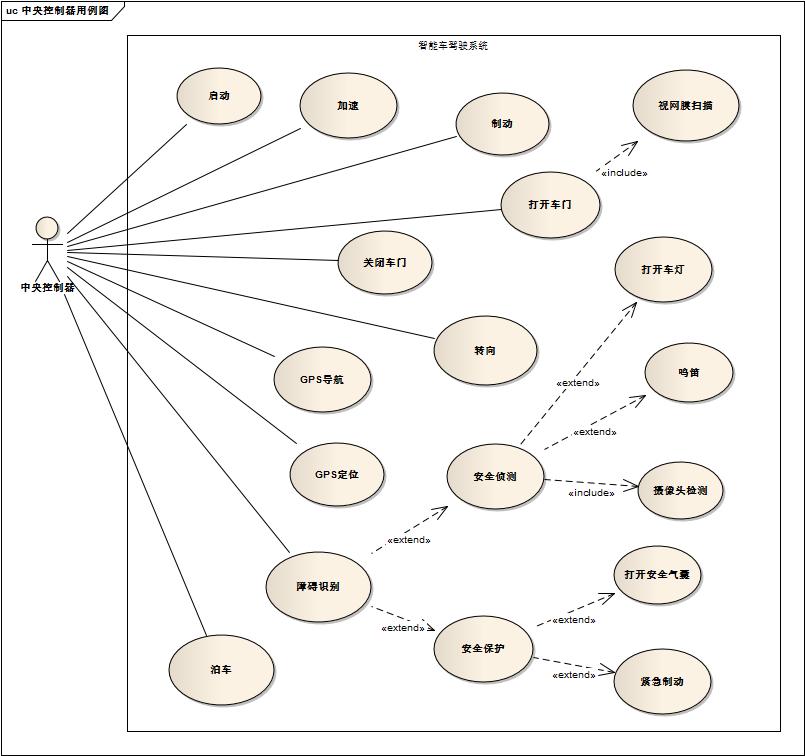 uc 中央控制器用例图
智能车驾驶系统
启动
加速
视网膜扫描
制动
«include»
打开车门
中央控制器
关闭车门
打开车灯
转向
GPS导航
«extend»
鸣笛
«extend»
GPS定位
安全侦测
摄像头检测
«include»
«extend»
障碍识别
打开安全气囊
«extend»
«extend»
安全保护
泊车
«extend»
紧急制动